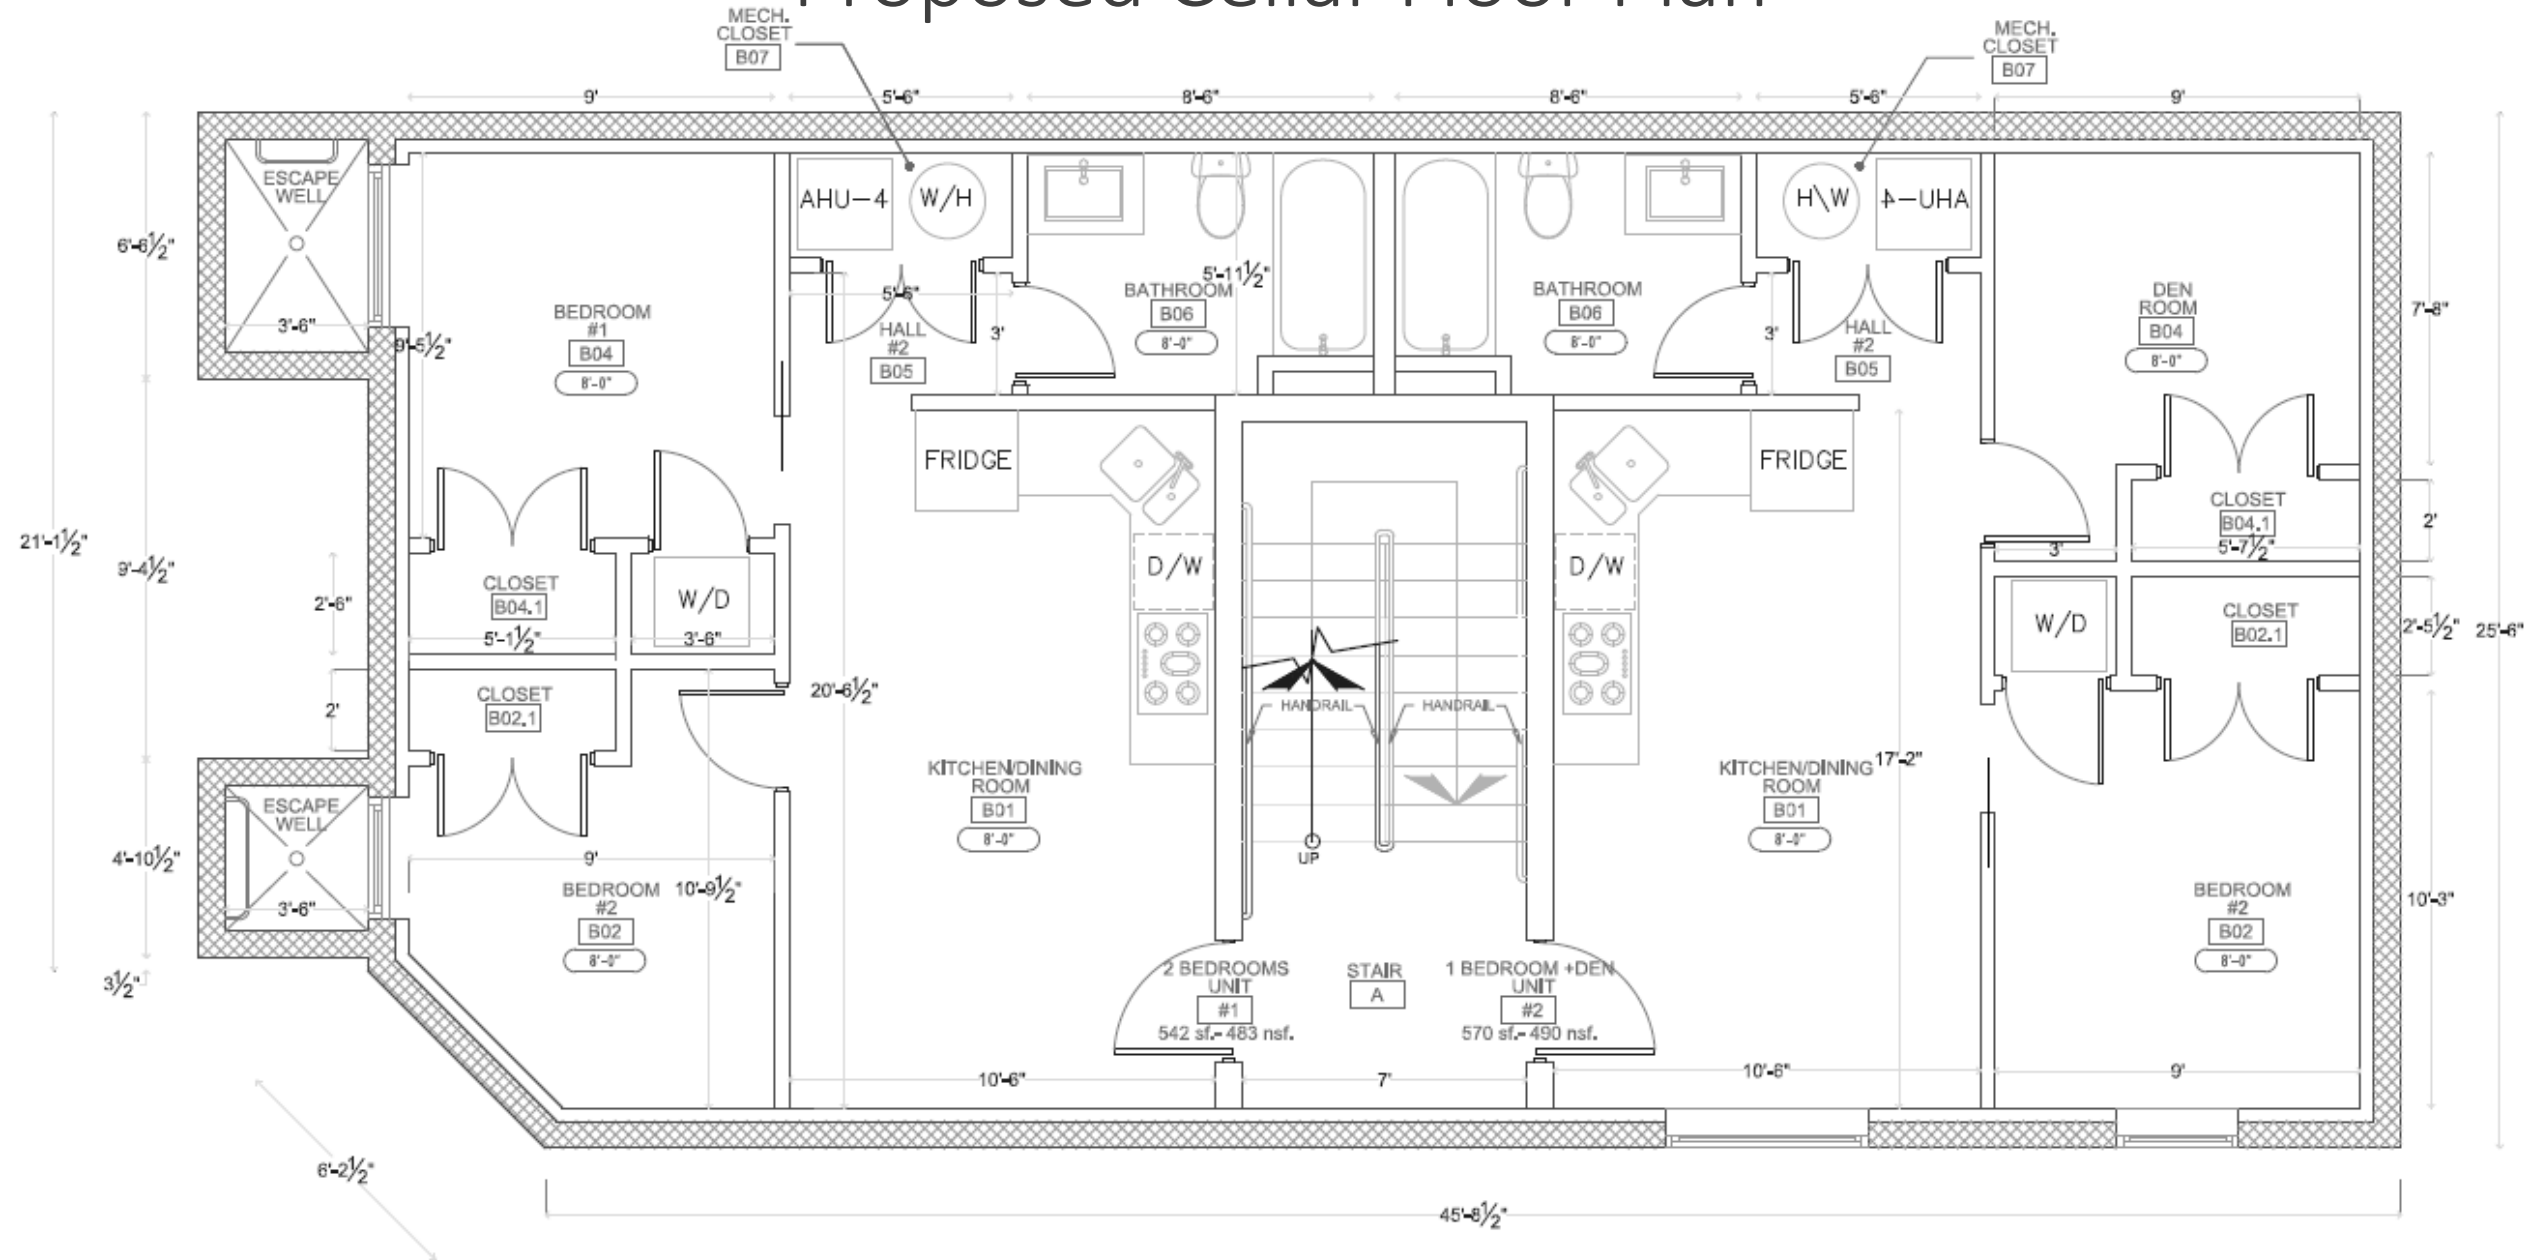 Proposed Cellar Floor Plan
MECH.
CLOSET
B07
MECH.
CLOSET
B07
9'
5'-6"
8'-6"
8'-6"
5'-6"
9'
ESCAPE
WELL
3'-6"
AHU-4
W/H
W/H
AHU-4
6'-6½"
9'-5½"
BEDROOM
#1
B04
8'-0"
5'-6"
HALL
#2
B05
3'
BATHROOM
B06
8'-0"
5'-11½"
BATHROOM
B06
8'-0"
3'
HALL
#2
B05
DEN
ROOM
B04
8'-0"
7'-8"
FRIDGE
FRIDGE
21'-1½"
9'-4½"
2'-6"
CLOSET
B04.1
5'-1½"
W/D
3'-6"
D/W
D/W
CLOSET
B04.1
5'-7½"
3'
2'
W/D
CLOSET
B02.1
2'-5½"
25'-6"
2'
CLOSET
B02.1
20'-6½"
HANDRAIL
HANDRAIL
KITCHEN/DINING
ROOM
B01
8'-0"
UP
KITCHEN/DINING
ROOM
B01
8'-0"
17'-2"
ESCAPE
WELL
3'-6"
4'-10½"
3½"
9'
BEDROOM
#2
B02
8'-0"
10'-9½"
2 BEDROOMS
UNIT
#1
542 sf.- 483 nsf.
STAIR
A
1 BEDROOM +DEN
UNIT
#2
570 sf.- 490 nsf.
BEDROOM
#2
B02
8'-0"
10'-3"
10'-6"
7'
10'-6"
9'
6'-2½"
45'-8½"